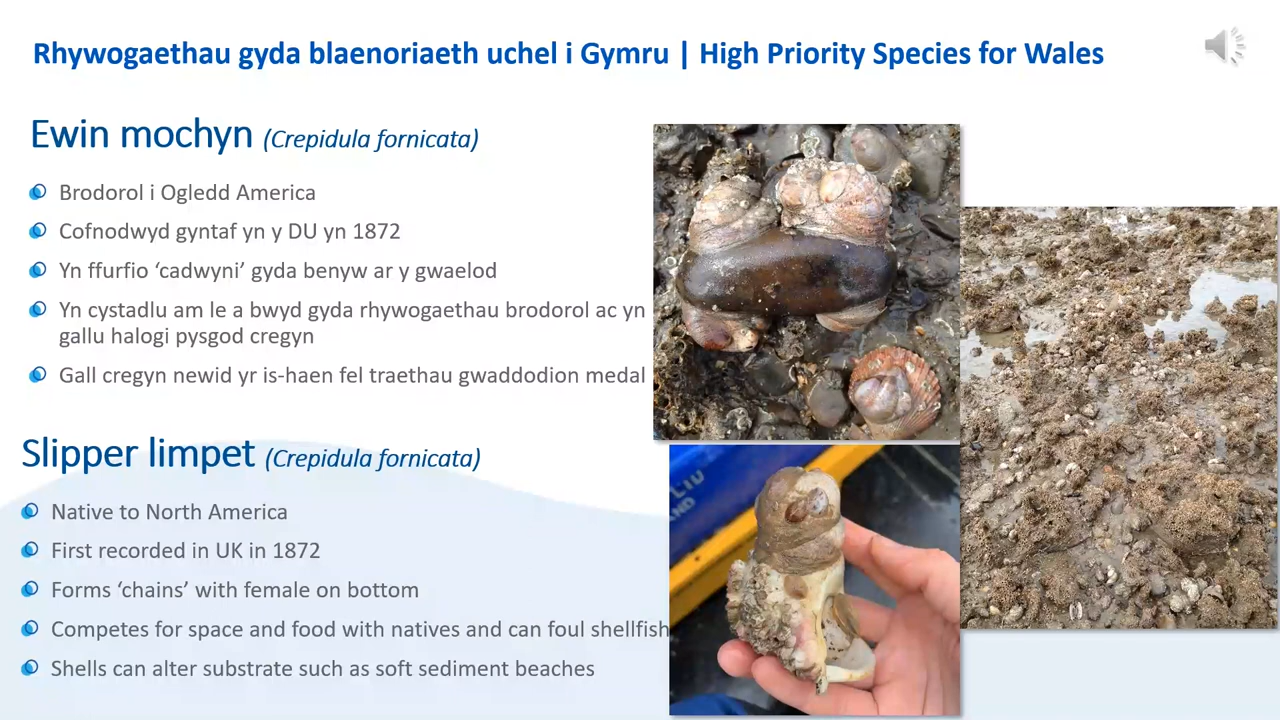 Rhywogaethau gyda blaenoriaeth uchel i Gymru | High Priority Species for Wales
Ewin mochyn (Crepidula fornicata)
Brodorol i Ogledd America
Cofnodwyd gyntaf yn y DU yn 1872
Yn ffurfio ‘cadwyni’ gyda benyw ar y gwaelod
Yn cystadlu am le a bwyd gyda rhywogaethau brodorol ac yn
gallu halogi pysgod cregyn
Gall cregyn newid yr is-haen fel traethau gwaddodion medal
Slipper limpet (Crepidula fornicata)
Native to North America
First recorded in UK in 1872
Forms ‘chains’ with female on bottom
Competes for space and food with natives and can foul shellfish
Shells can alter substrate such as soft sediment beaches